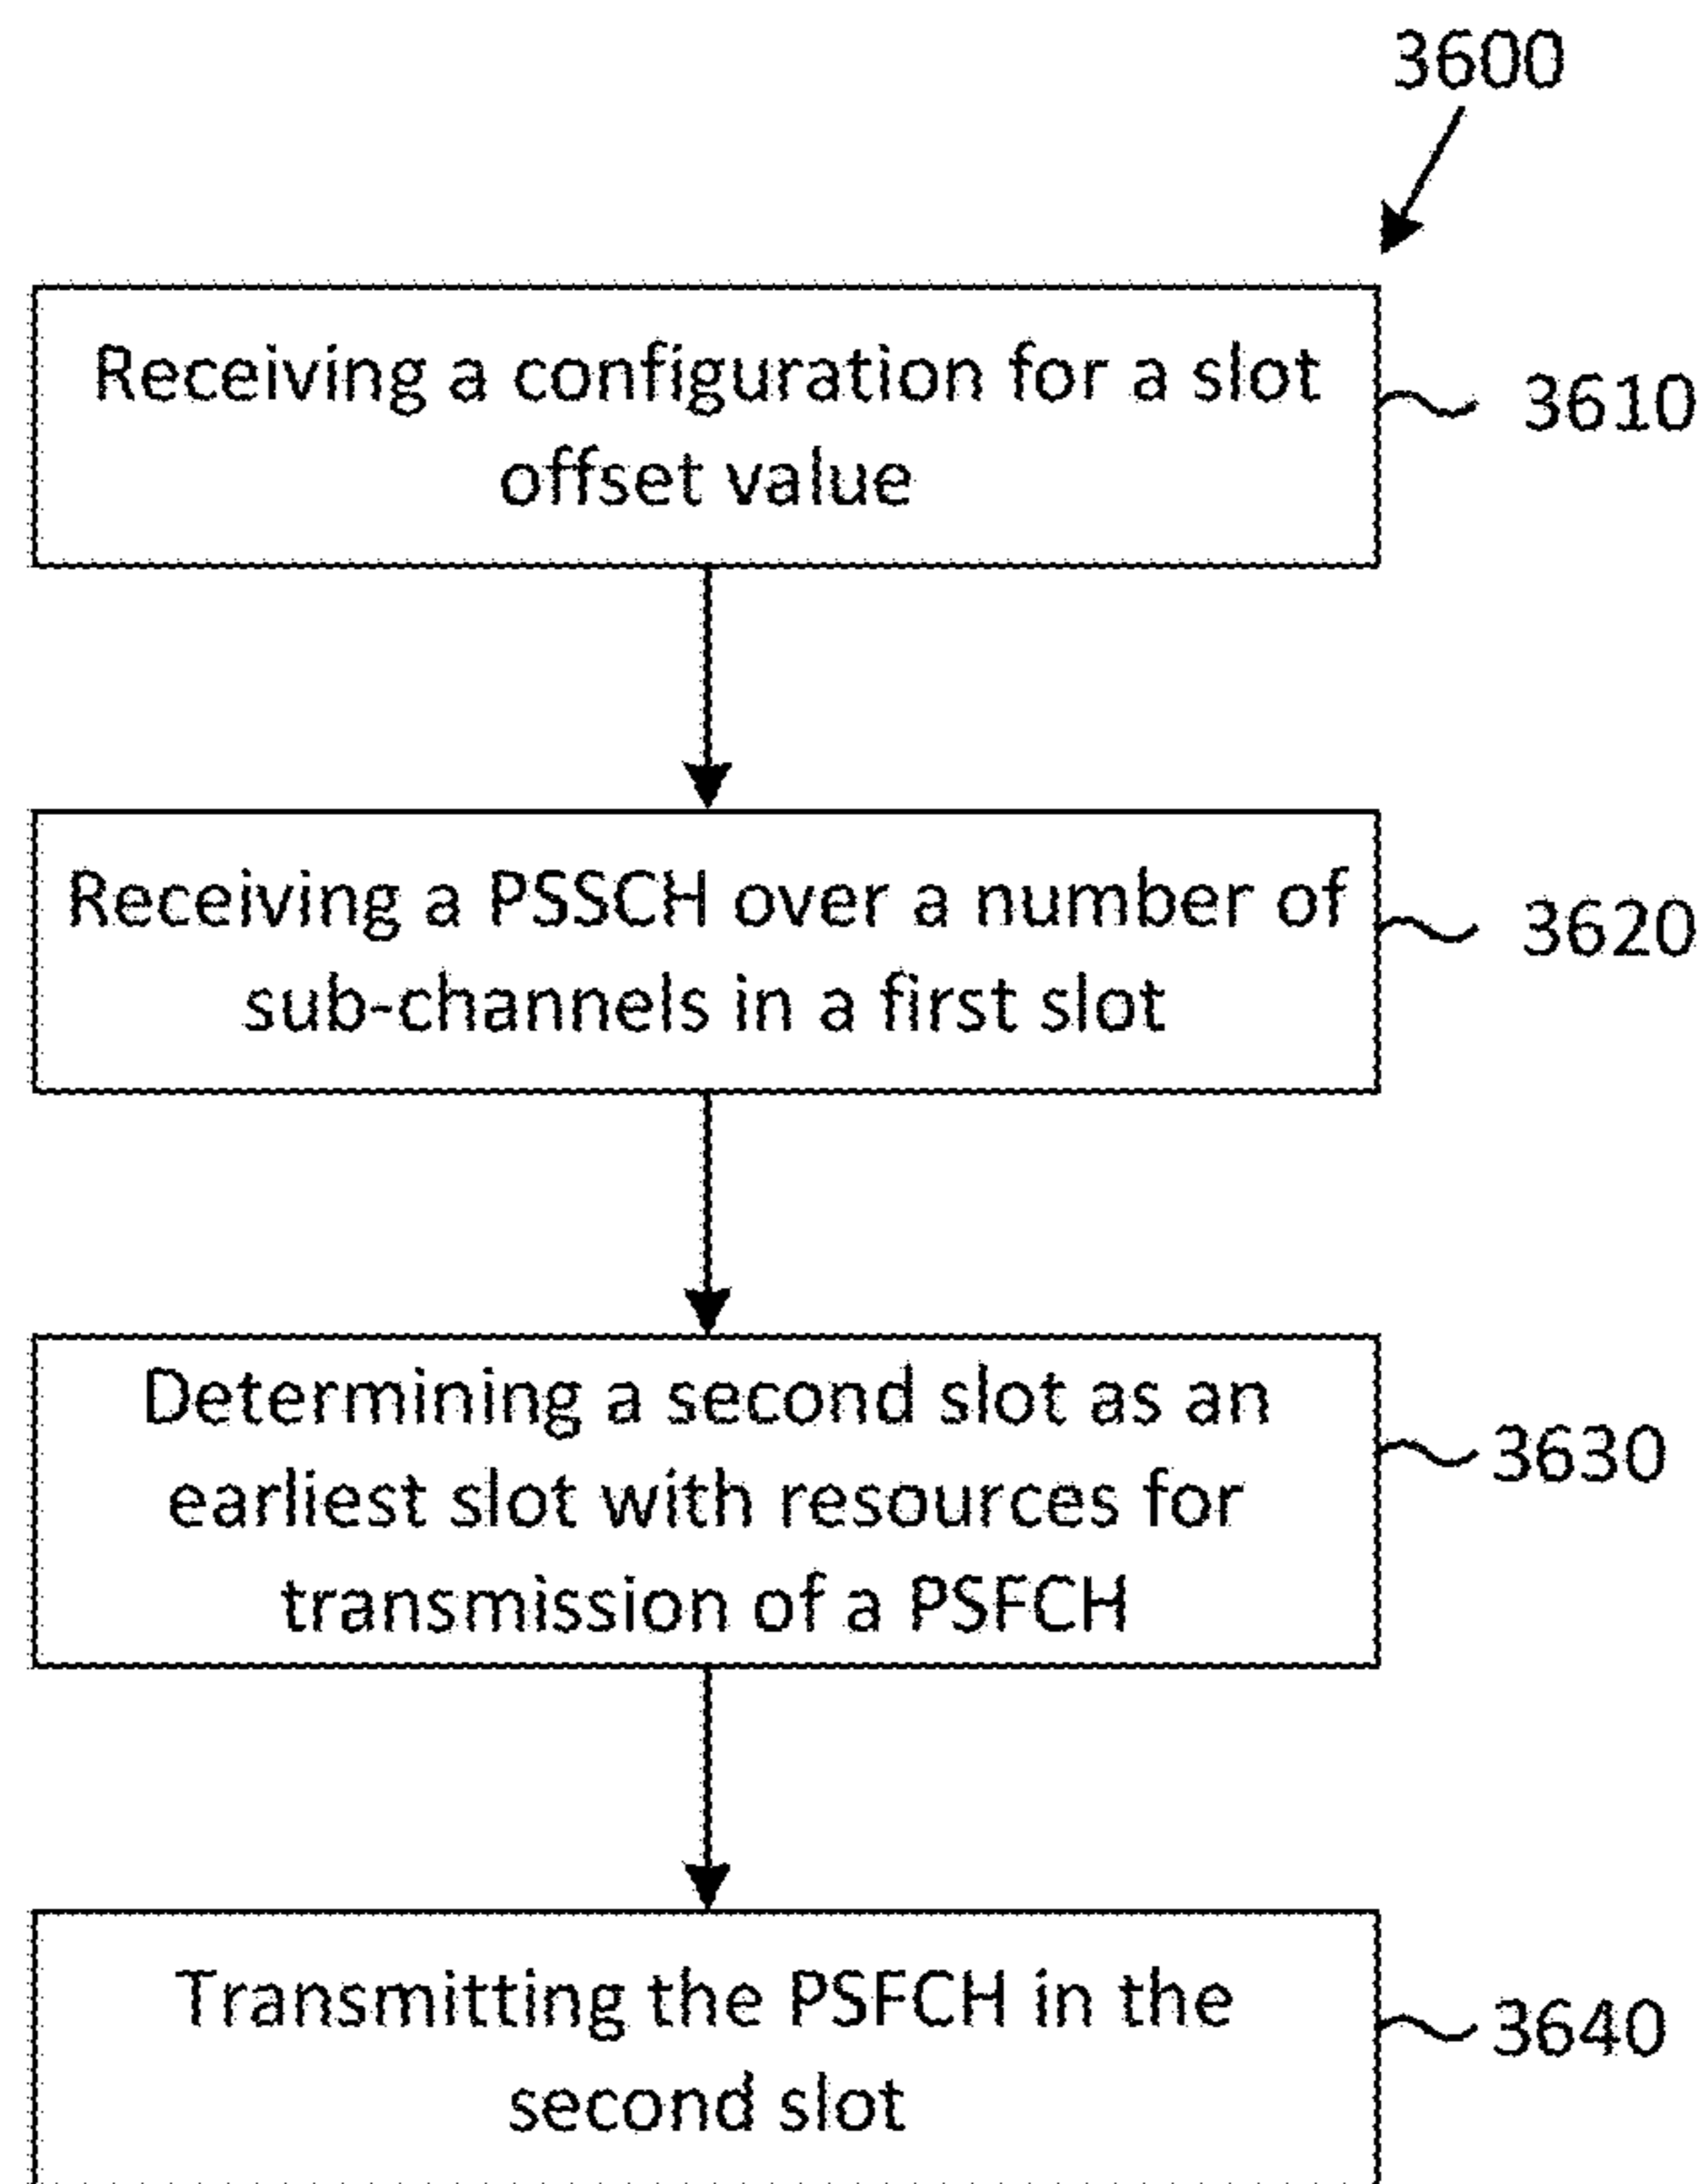 3600
Receiving a configuration for a slot
offset value
3610
Receiving a PSSCH over a number of
sub-channels in a first slot
3620
Determining a second slot as an
earliest slot with resources for
transmission of a PSFCH
3630
Transmitting the PSFCH in the
second slot
3640